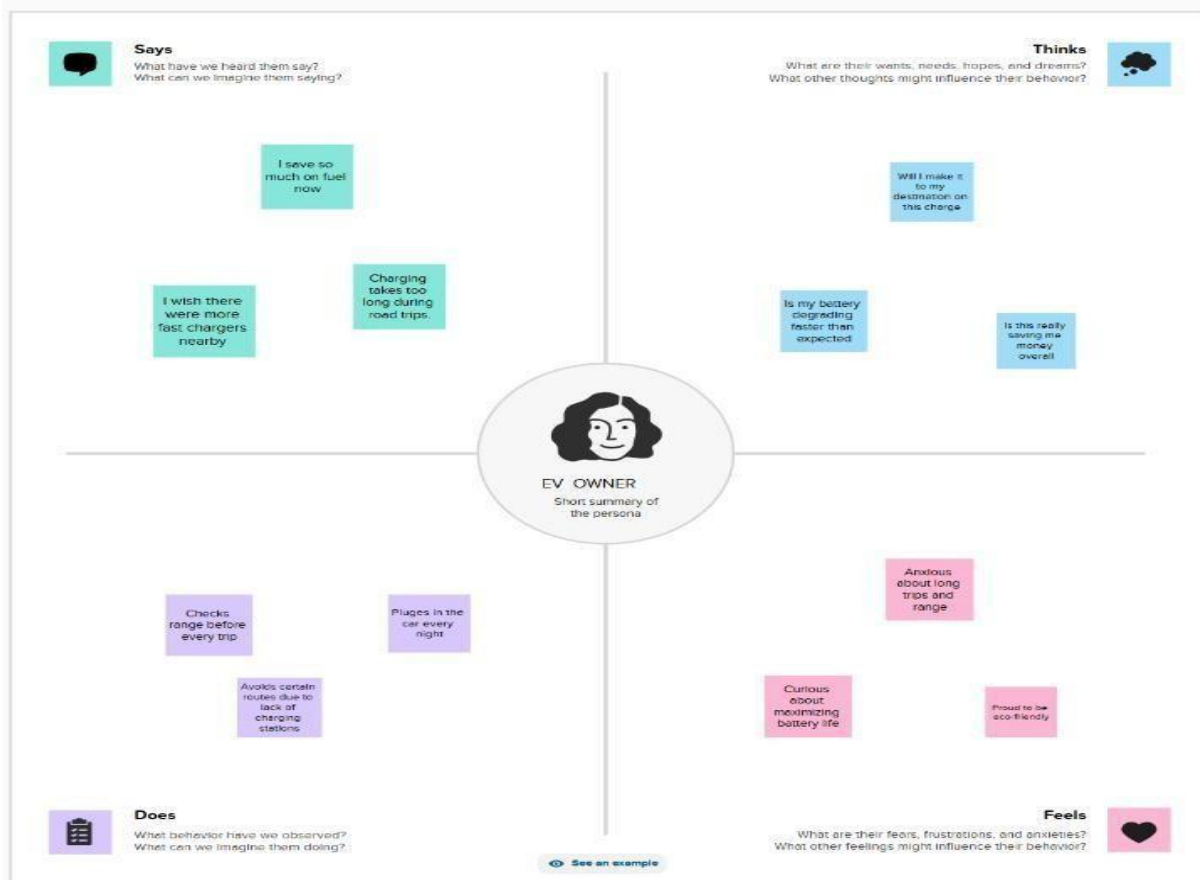 Says
What have we heard them say?
What can we imagine them saying?
Thinks
What are their wants, needs, hopes, and dreams?
What other thoughts might influence their behavior?
I save so
much on fuel
now
I wish there
were more
fast chargers
nearby
Charging
takes too
long during
road trips.
Will I make it
to my
destination on
this charge
Is my battery
degrading
faster than
expected
Is this really
saving me
money
overall
EV OWNER
Short summary of
the persona
Checks
range before
every trip
Pluges in the
car every
night
Avoids certain
routes due to
lack of
charging
stations
Anxious
about long
trips and
range
Curious
about
maximizing
battery life
Proud to be
eco-friendly
Does
What behavior have we observed?
What can we imagine them doing?
Feels
What are their fears, frustrations, and anxieties?
What other feelings might influence their behavior?
See an example